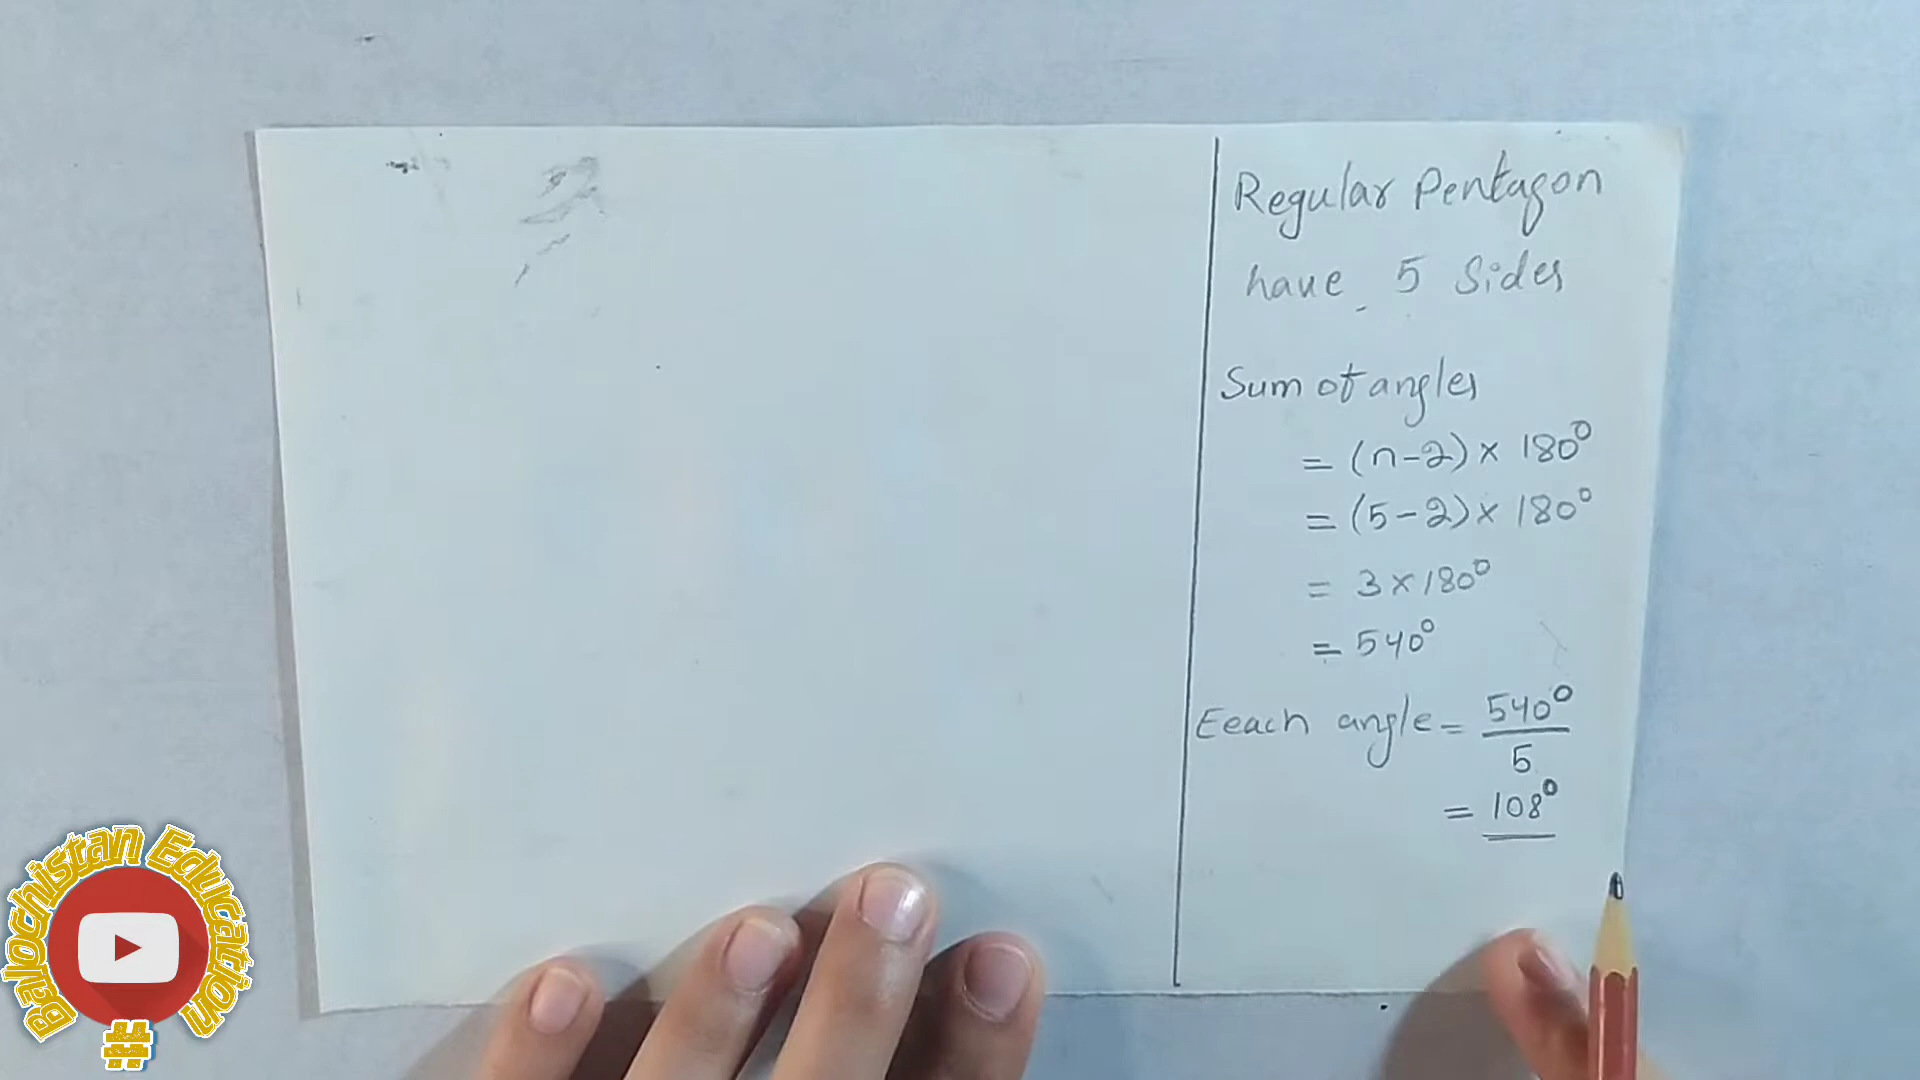 Regular Pentagon
have 5 Sides
Sum of angles
= (n-2) × 180°
= (5-2) × 180°
= 3 × 180°
= 540°
Eeach angle = 540°/5
= 108°
Balochistan Education
#